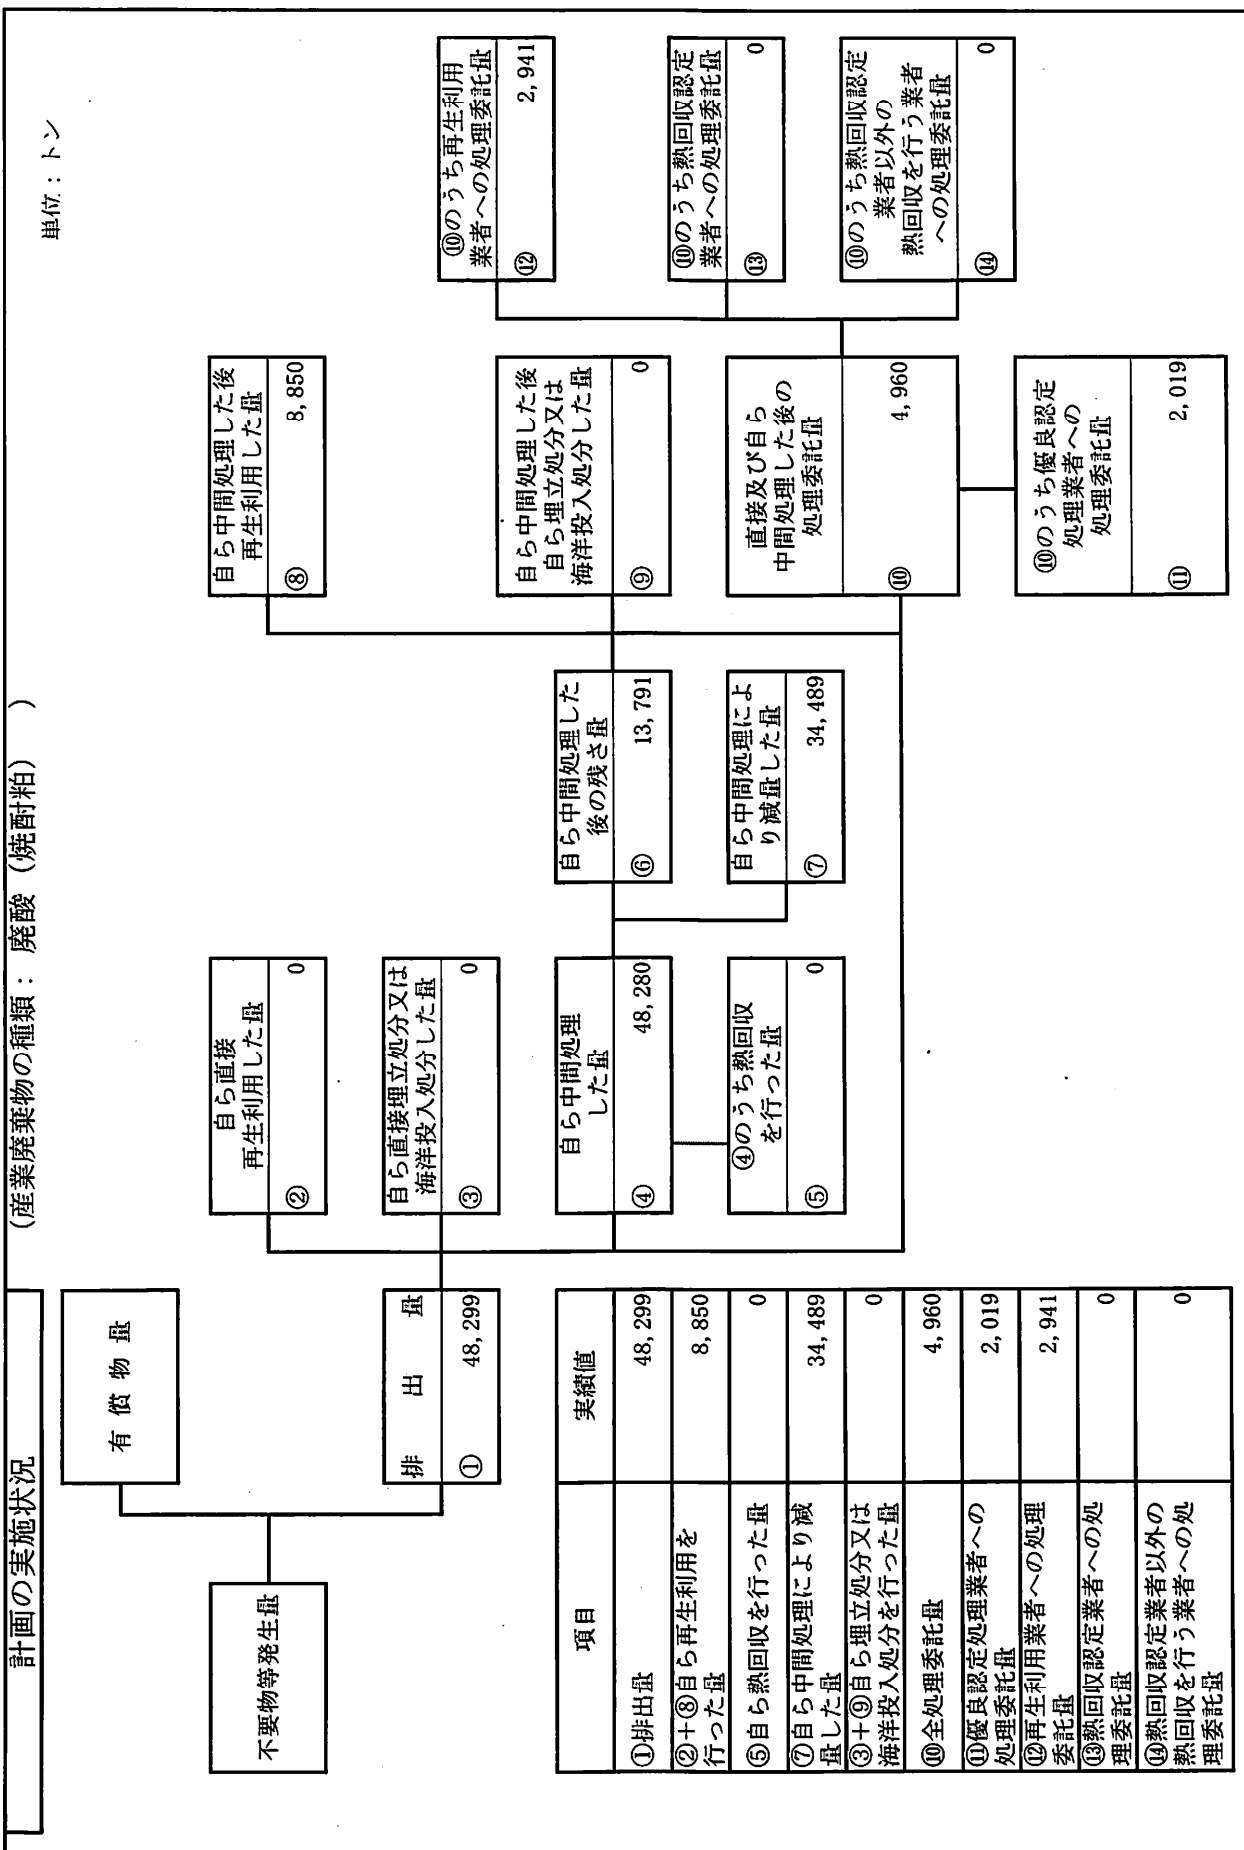 計画の実施状況
(産業廃棄物の種類: 廃酸 (焼酎粕) )
単位:トン
不要物等発生量
有 償 物 量
排 出 量
① 48,299
自ら直接
再生利用した量
② 0
自ら直接埋立処分又は
海洋投入処分した量
③ 0
自ら中間処理
した量
④ 48,280
④のうち熱回収
を行った量
⑤ 0
自ら中間処理した
後の残さ量
⑥ 13,791
自ら中間処理によ
り減量した量
⑦ 34,489
自ら中間処理した後
再生利用した量
⑧ 8,850
自ら中間処理した後
自ら埋立処分又は
海洋投入処分した量
⑨ 0
直接及び自ら
中間処理した後の
処理委託量
⑩ 4,960
⑩のうち優良認定
処理業者への
処理委託量
⑪ 2,019
⑩のうち再生利用
業者への処理委託量
⑫ 2,941
⑩のうち熱回収認定
業者への処理委託量
⑬ 0
⑩のうち熱回収認定
業者以外の
熱回収を行う業者
への処理委託量
⑭ 0
項目 実績値
①排出量 48,299
②+⑧自ら再生利用を
行った量 8,850
⑤自ら熱回収を行った量 0
⑦自ら中間処理により減
量した量 34,489
③+⑨自ら埋立処分又は
海洋投入処分を行った量 0
⑩全処理委託量 4,960
⑪優良認定処理業者への
処理委託量 2,019
⑫再生利用業者への処理
委託量 2,941
⑬熱回収認定業者への処
理委託量 0
⑭熱回収認定業者以外の
熱回収を行う業者への処
理委託量 0